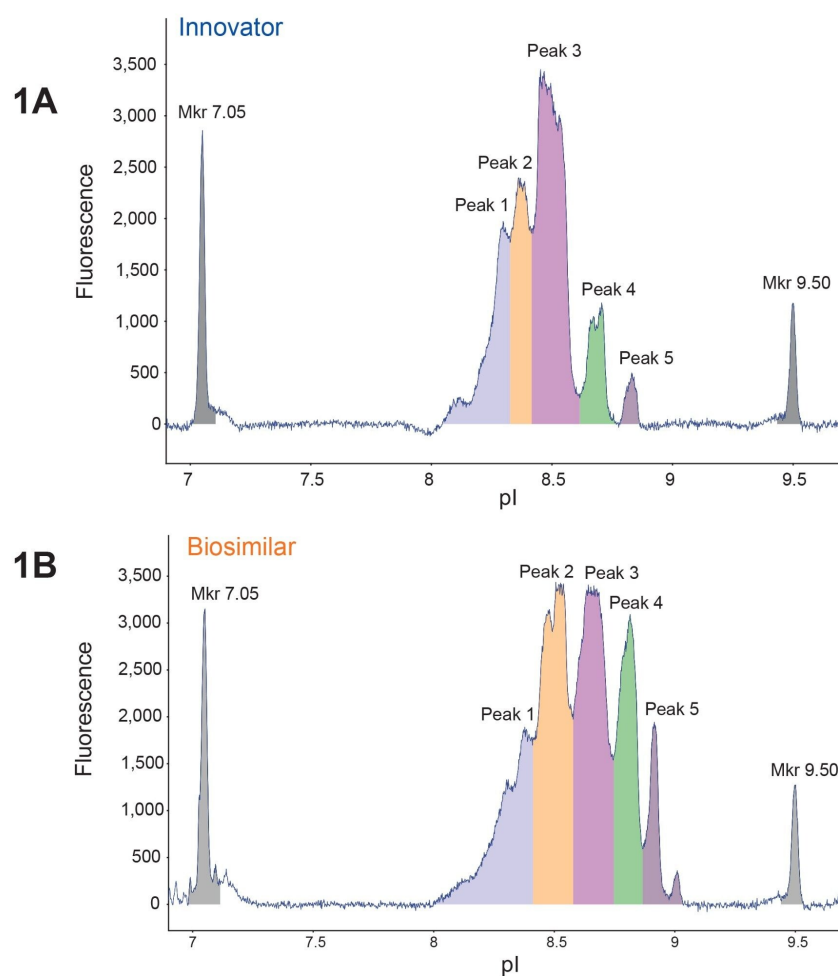 1A
Innovator
Fluorescence
3,500
3,000
2,500
2,000
1,500
1,000
500
0
Mkr 7.05
Peak 1
Peak 2
Peak 3
Peak 4
Peak 5
Mkr 9.50
7
7.5
8
8.5
9
9.5
pI
1B
Biosimilar
Fluorescence
3,500
3,000
2,500
2,000
1,500
1,000
500
0
Mkr 7.05
Peak 1
Peak 2
Peak 3
Peak 4
Peak 5
Mkr 9.50
7
7.5
8
8.5
9
9.5
pI